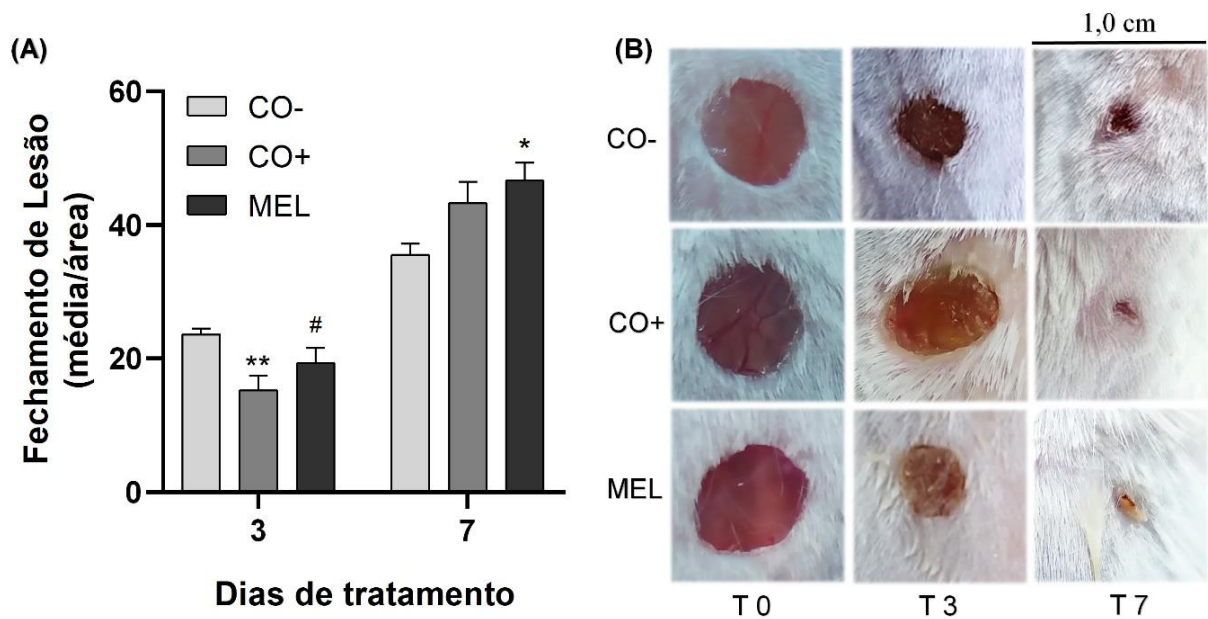 (A)
Fechamento de Lesão
(média/área)
60
40
20
0
CO-
CO+
MEL
**
#
*
3
7
Dias de tratamento
(B)
1,0 cm
CO-
CO+
MEL
T 0
T 3
T 7